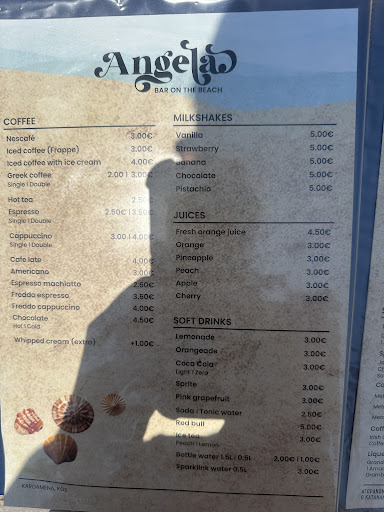 Angela
BAR ON THE BEACH
COFFEE
Nescafé 3.00€
Iced coffee (Frappe) 3.00€
Iced coffee with ice cream 4.00€
Greek coffee 2.00 | 3.00€
Single | Double
Hot tea 2.50€
Espresso 2.50€ | 3.50€
Single | Double
Cappuccino 3.00 | 4.00€
Single | Double
Cafe late 4.00€
Americano 3.00€
Espresso machiatto 2.50€
Freddo espresso 3.50€
Freddo cappuccino 4.00€
Chocolate 4.50€
Hot | Cold
Whipped cream (extra) +1.00€
KARDAMENA, KOS
MILKSHAKES
Vanilla 5.00€
Strawberry 5.00€
Banana 5.00€
Chocolate 5.00€
Pistachio 5.00€
JUICES
Fresh orange juice 4.50€
Orange 3.00€
Pineapple 3.00€
Peach 3.00€
Apple 3.00€
Cherry 3.00€
SOFT DRINKS
Lemonade 3.00€
Orangeade 3.00€
Coca Cola 3.00€
Light | Zero
Sprite 3.00€
Pink grapefruit 3.00€
Soda | Tonic water 2.50€
Red bull 5.00€
Ice tea 3.00€
Peach | Lemon
Bottle water 1.5L | 0.5L 2.00€ | 1.00€
Sparklink water 0.5L 3.00€